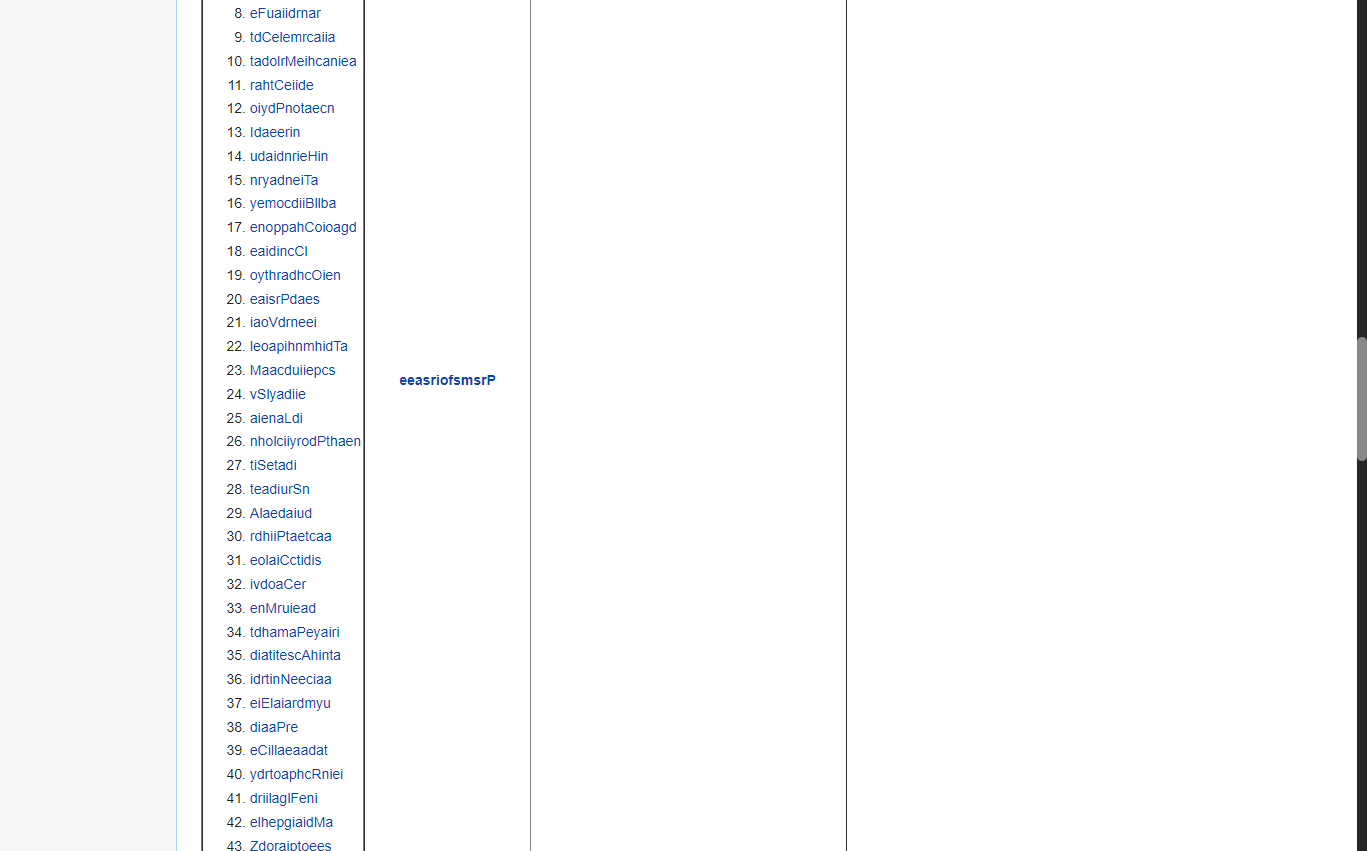 8. eFuaiidrnar
9. tdCelemrcaiia
10. tadolrMeihcaniea
11. rahtCeiide
12. oiydPnotaecn
13. Idaeerin
14. udaidnrieHin
15. nryadneiTa
16. yemocdiiBllba
17. enoppahCoioagd
18. eaidincCl
19. oythradhcOien
20. eaisrPdaes
21. iaoVdrneei
22. leoapihnmhidTa
23. Maacduiiepcs
24. vSlyadiie
25. aienaLdi
eeasriofsmsrP
26. nholciiyrodPthaen
27. tiSetadi
28. teadiurSn
29. Alaedaiud
30. rdhiiPtaetcaa
31. eolaiCctidis
32. ivdoaCer
33. enMruiead
34. tdhamaPeyairi
35. diatitescAhinta
36. idrtinNeeciaa
37. eiElaiardmyu
38. diaaPre
39. eCillaeaadat
40. ydrtoaphcRniei
41. driilaglFeni
42. elhepgiaidMa
43. Zdoraiptoees